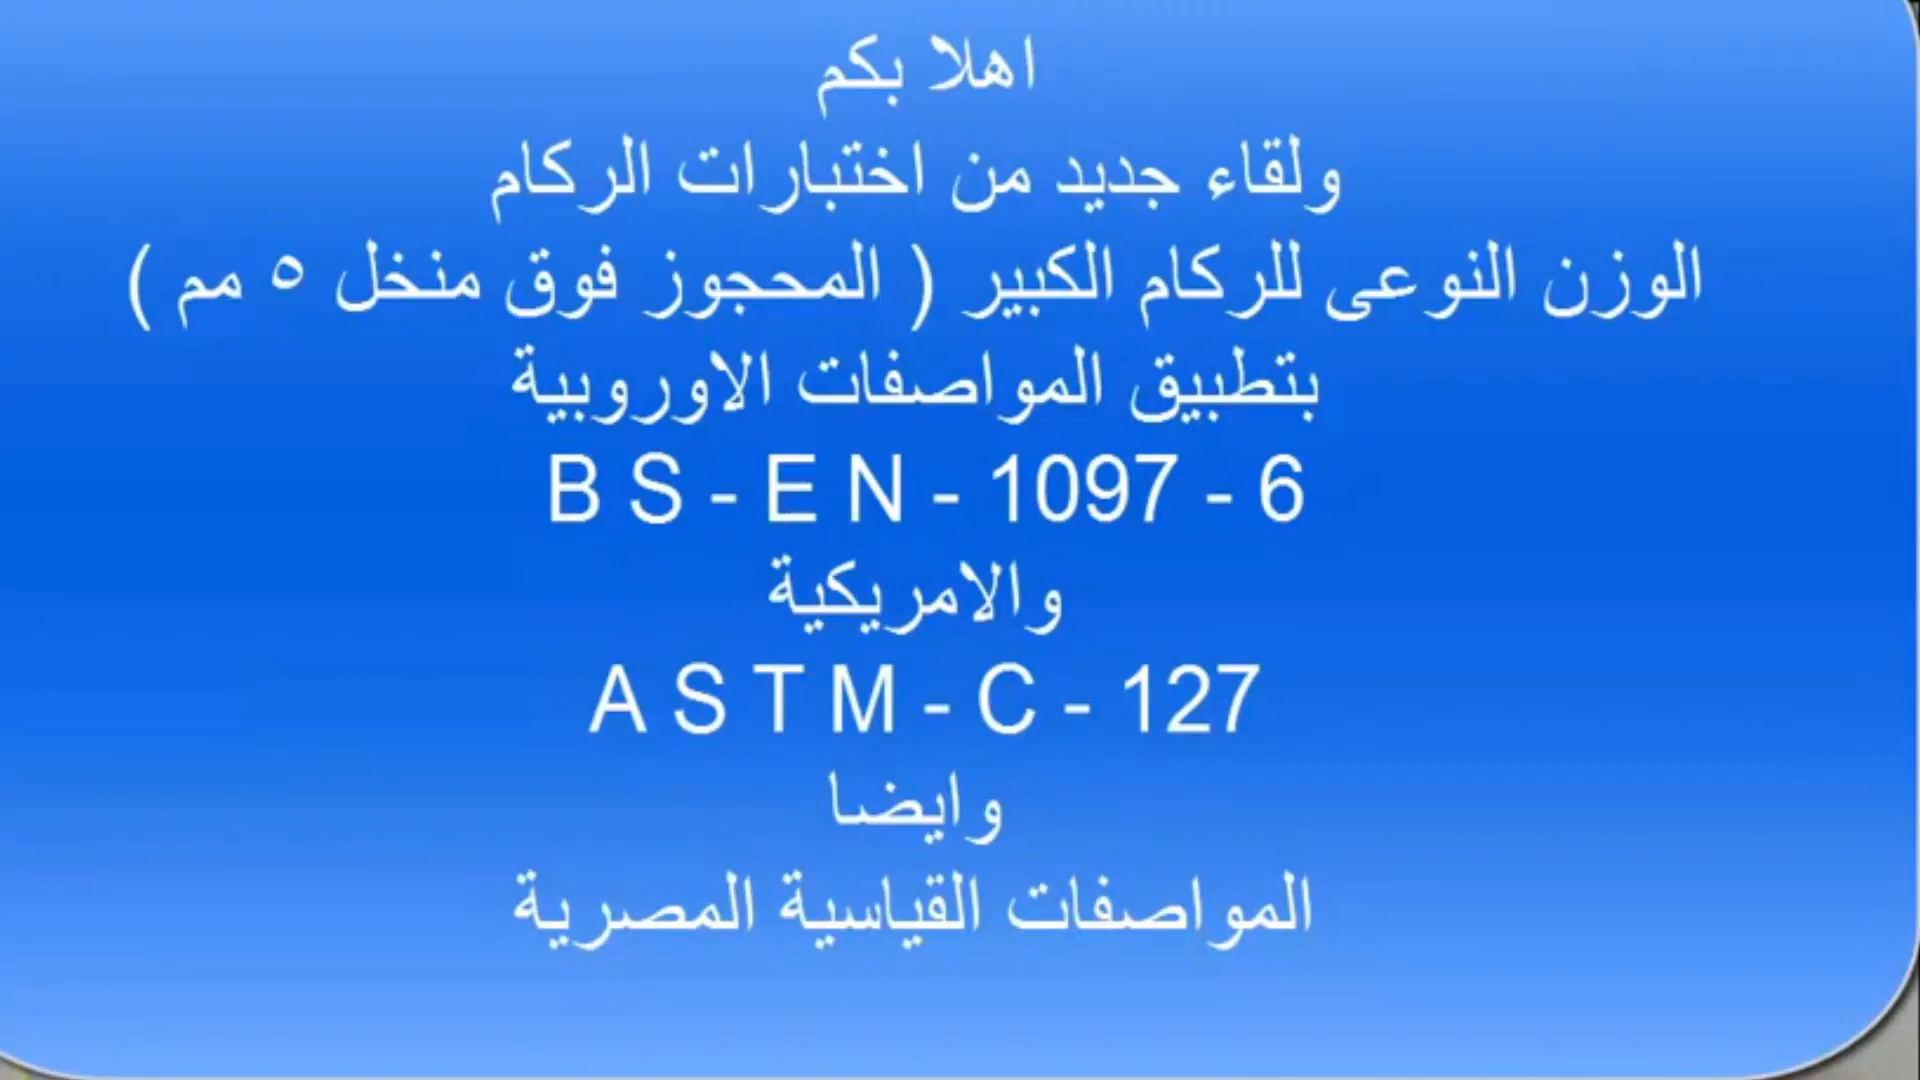 اهلا بكم
ولقاء جديد من اختبارات الركام
الوزن النوعى للركام الكبير ( المحجوز فوق منخل ٥ مم )
بتطبيق المواصفات الاوروبية
B S - E N - 1097 - 6
والامريكية
A S T M - C - 127
وايضا
المواصفات القياسية المصرية